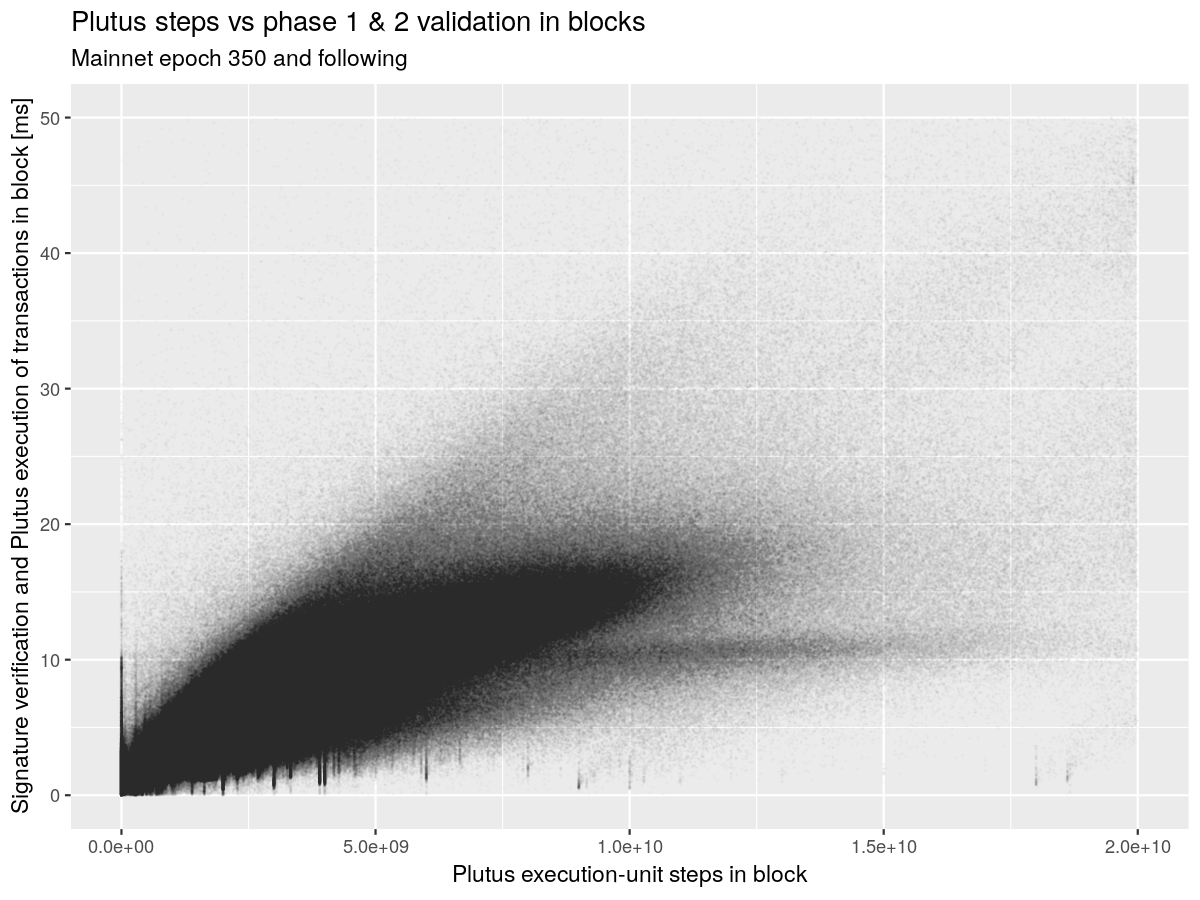 Plutus steps vs phase 1 & 2 validation in blocks
Mainnet epoch 350 and following
Signature verification and Plutus execution of transactions in block [ms]
50
40
30
20
10
0
0.0e+00 5.0e+09 1.0e+10 1.5e+10 2.0e+10
Plutus execution-unit steps in block